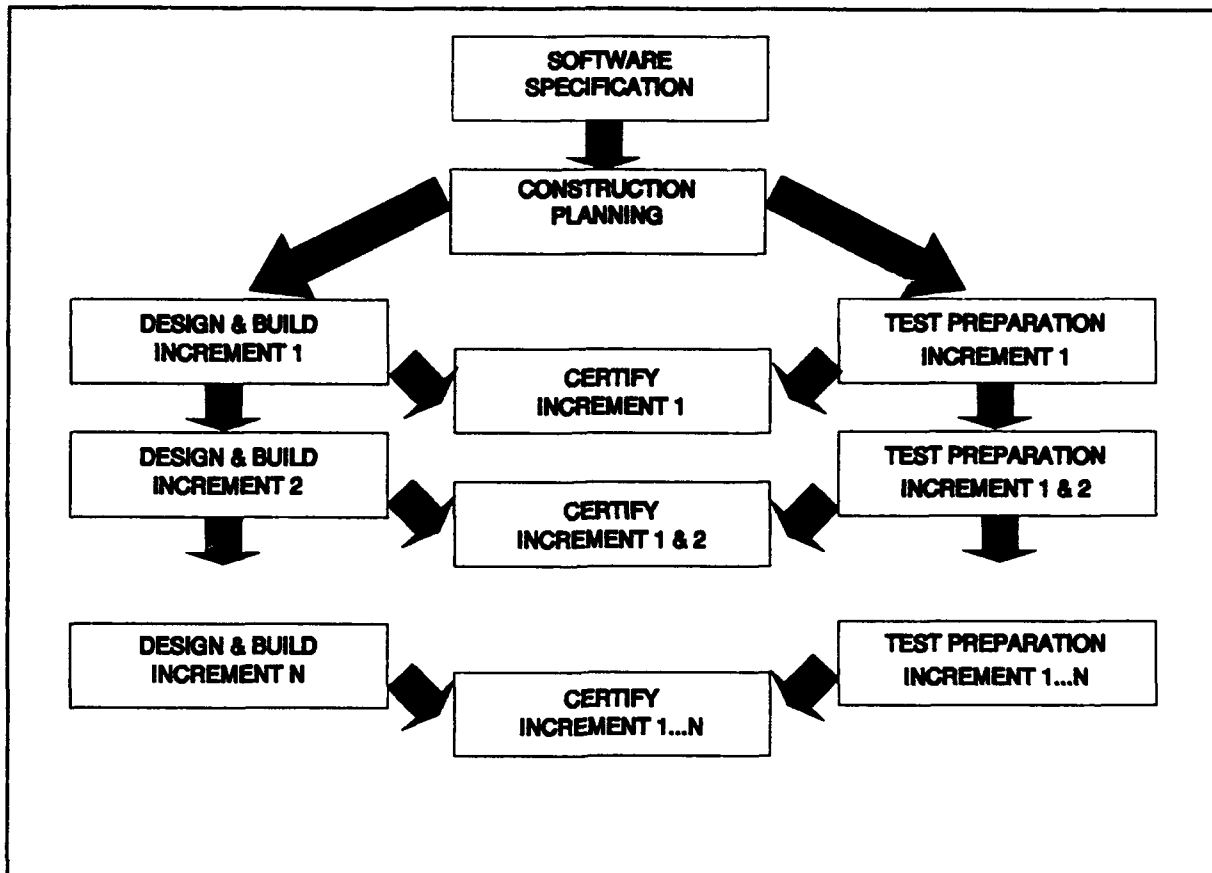 SOFTWARE
SPECIFICATION
CONSTRUCTION
PLANNING
DESIGN & BUILD
INCREMENT 1
TEST PREPARATION
INCREMENT 1
CERTIFY
INCREMENT 1
DESIGN & BUILD
INCREMENT 2
TEST PREPARATION
INCREMENT 1 & 2
CERTIFY
INCREMENT 1 & 2
DESIGN & BUILD
INCREMENT N
TEST PREPARATION
INCREMENT 1...N
CERTIFY
INCREMENT 1...N